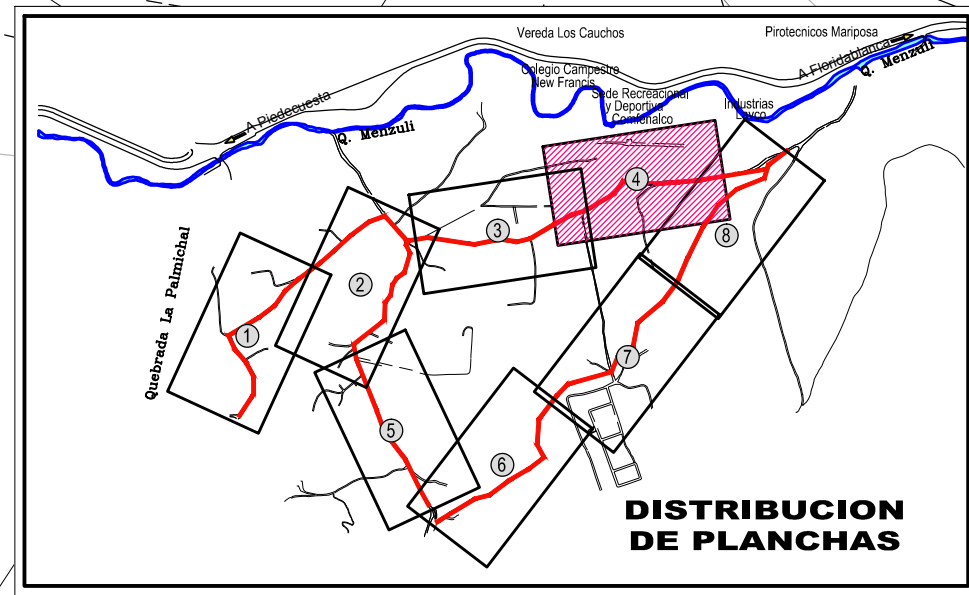 Vereda Los Cauchos
Pirotecnicos Mariposa
A Floridablanca
Q. Menzuli
Colegio Campestre
New Francis
Sede Recreacional
y Deportiva
Comfenalco
Industrias
Lavco
A Piedecuesta
Q. Menzuli
Quebrada La Palmichal
1
2
3
4
5
6
7
8
DISTRIBUCION
DE PLANCHAS